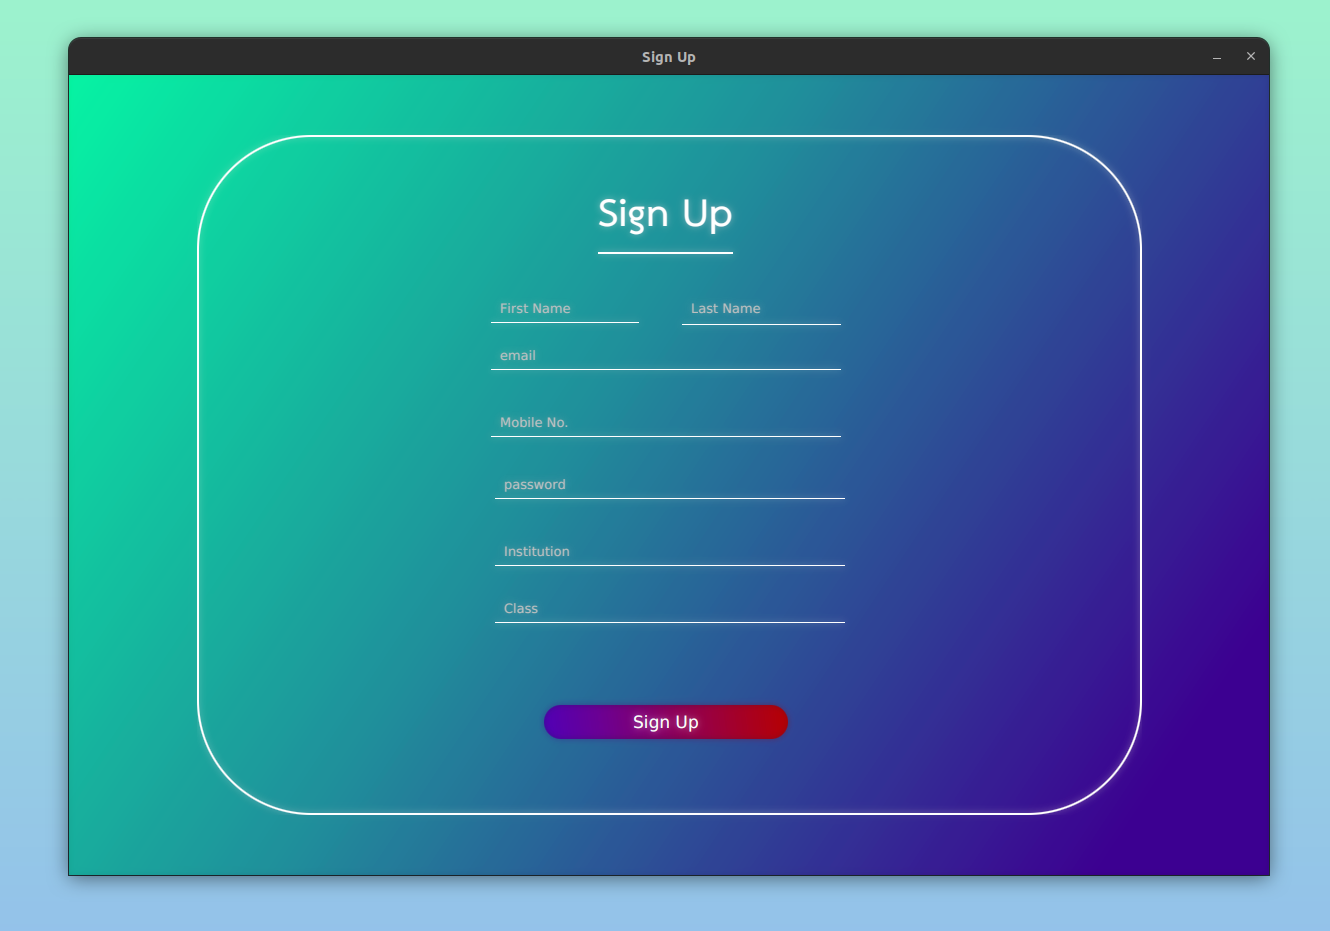 Sign Up
Sign Up
First Name Last Name
email
Mobile No.
password
Institution
Class
Sign Up